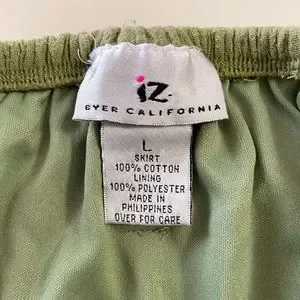 iz
BYER CALIFORNIA
L
SKIRT
100% COTTON
LINING
100% POLYESTER
MADE IN
PHILIPPINES
OVER FOR CARE